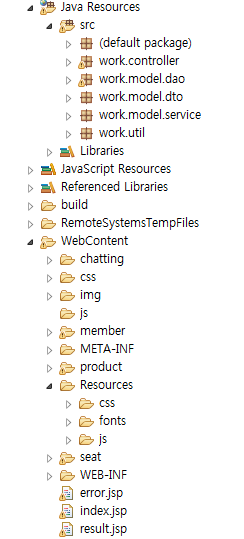 Java Resources
src
(default package)
work.controller
work.model.dao
work.model.dto
work.model.service
work.util
Libraries
JavaScript Resources
Referenced Libraries
build
RemoteSystemsTempFiles
WebContent
chatting
css
img
js
member
META-INF
product
Resources
css
fonts
js
seat
WEB-INF
error.jsp
index.jsp
result.jsp